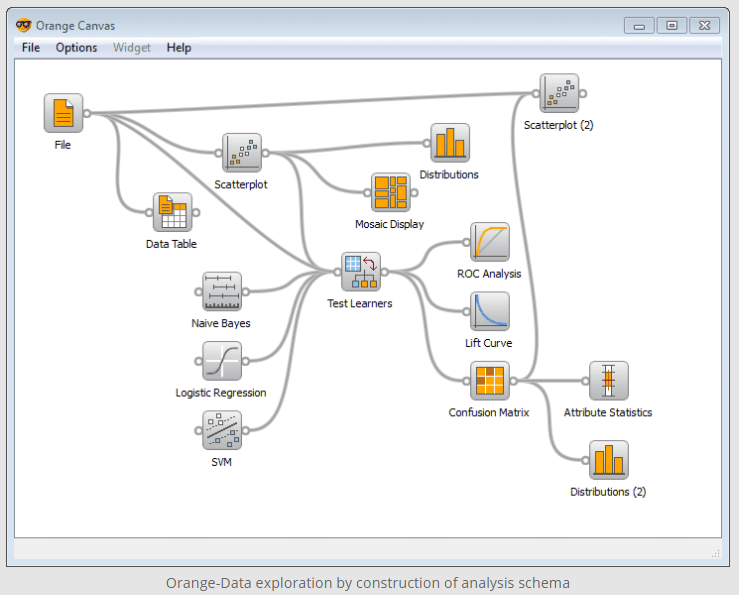 Orange Canvas
File Options Widget Help
File
Scatterplot (2)
Scatterplot
Distributions
Mosaic Display
Data Table
ROC Analysis
Test Learners
Naive Bayes
Lift Curve
Logistic Regression
Confusion Matrix
Attribute Statistics
SVM
Distributions (2)
Orange-Data exploration by construction of analysis schema